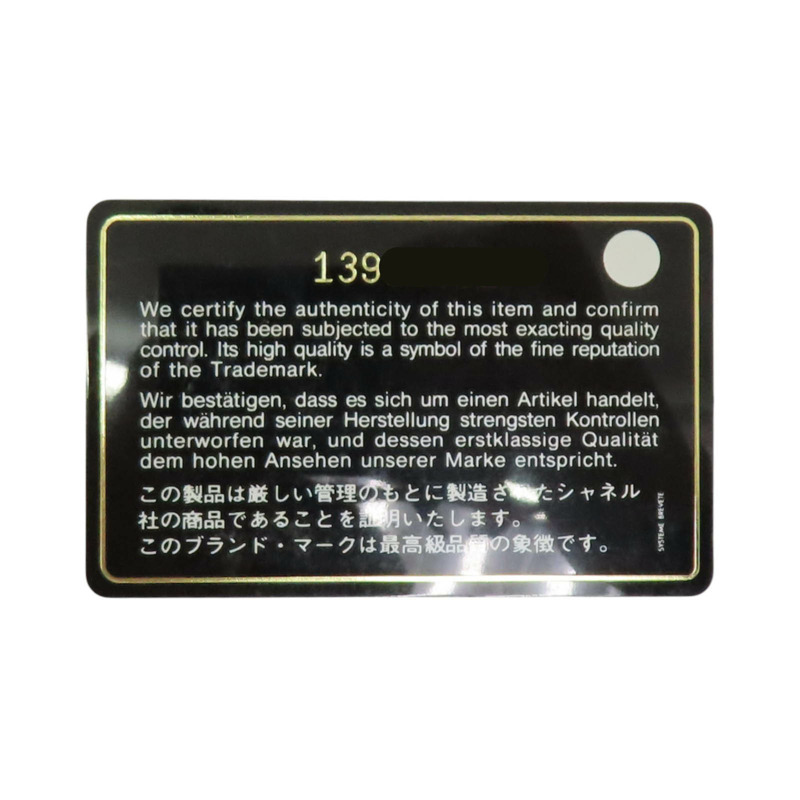 139
We certify the authenticity of this item and confirm
that it has been subjected to the most exacting quality
control. Its high quality is a symbol of the fine reputation
of the Trademark.
Wir bestätigen, dass es sich um einen Artikel handelt,
der während seiner Herstellung strengsten Kontrollen
unterworfen war, und dessen erstklassige Qualität
dem hohen Ansehen unserer Marke entspricht.
この製品は厳しい管理のもとに製造されたシャネル
社の商品であることを証明いたします。
このブランド・マークは最高級品質の象徴です。
SYSTEME BREVETE